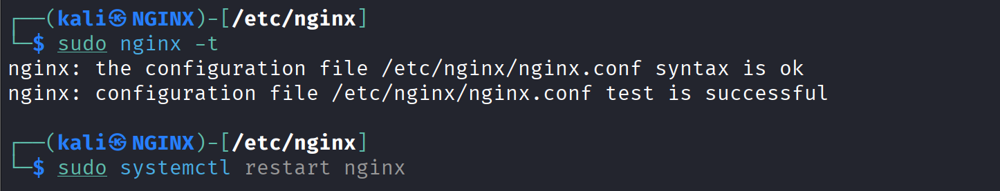 ┌──(kali㉿NGINX)-[/etc/nginx]
└─$ sudo nginx -t
nginx: the configuration file /etc/nginx/nginx.conf syntax is ok
nginx: configuration file /etc/nginx/nginx.conf test is successful
┌──(kali㉿NGINX)-[/etc/nginx]
└─$ sudo systemctl restart nginx